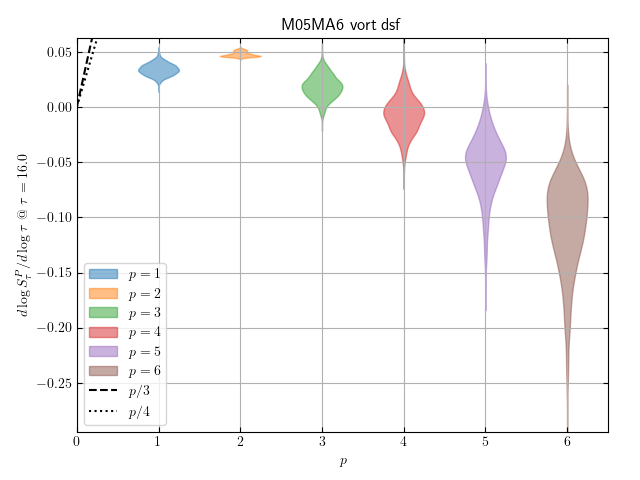 M05MA6 vort dsf
d log S_τ^P / d log τ @ τ = 16.0
0.05
0.00
−0.05
−0.10
−0.15
−0.20
−0.25
p = 1
p = 2
p = 3
p = 4
p = 5
p = 6
p/3
p/4
0 1 2 3 4 5 6
p